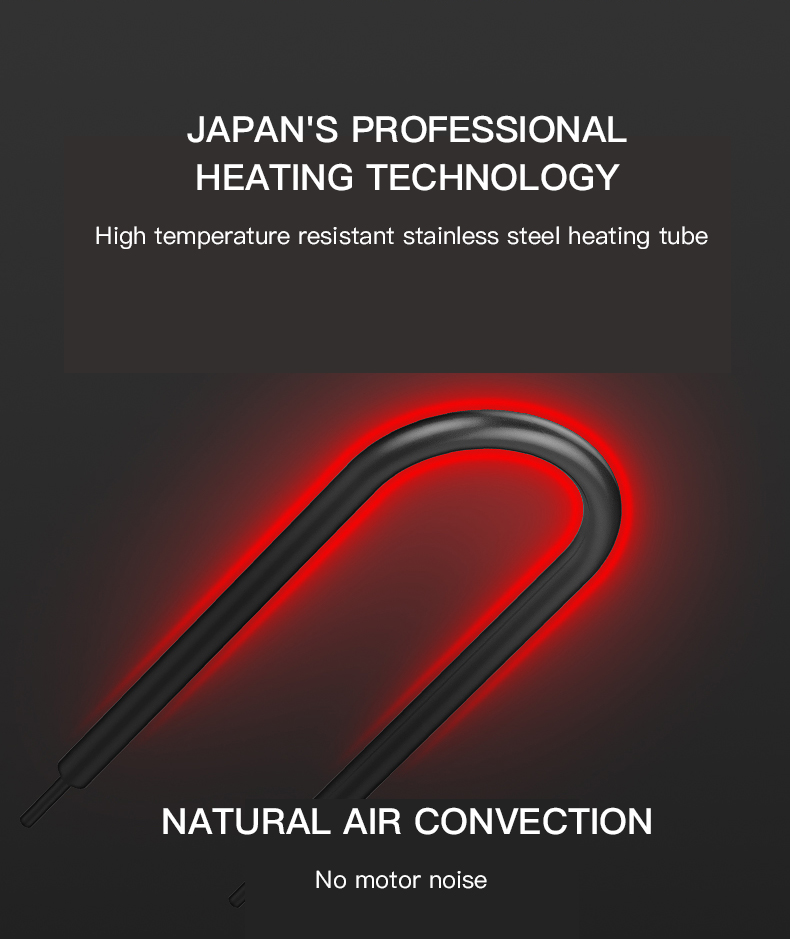 JAPAN'S PROFESSIONAL
HEATING TECHNOLOGY
High temperature resistant stainless steel heating tube
NATURAL AIR CONVECTION
No motor noise